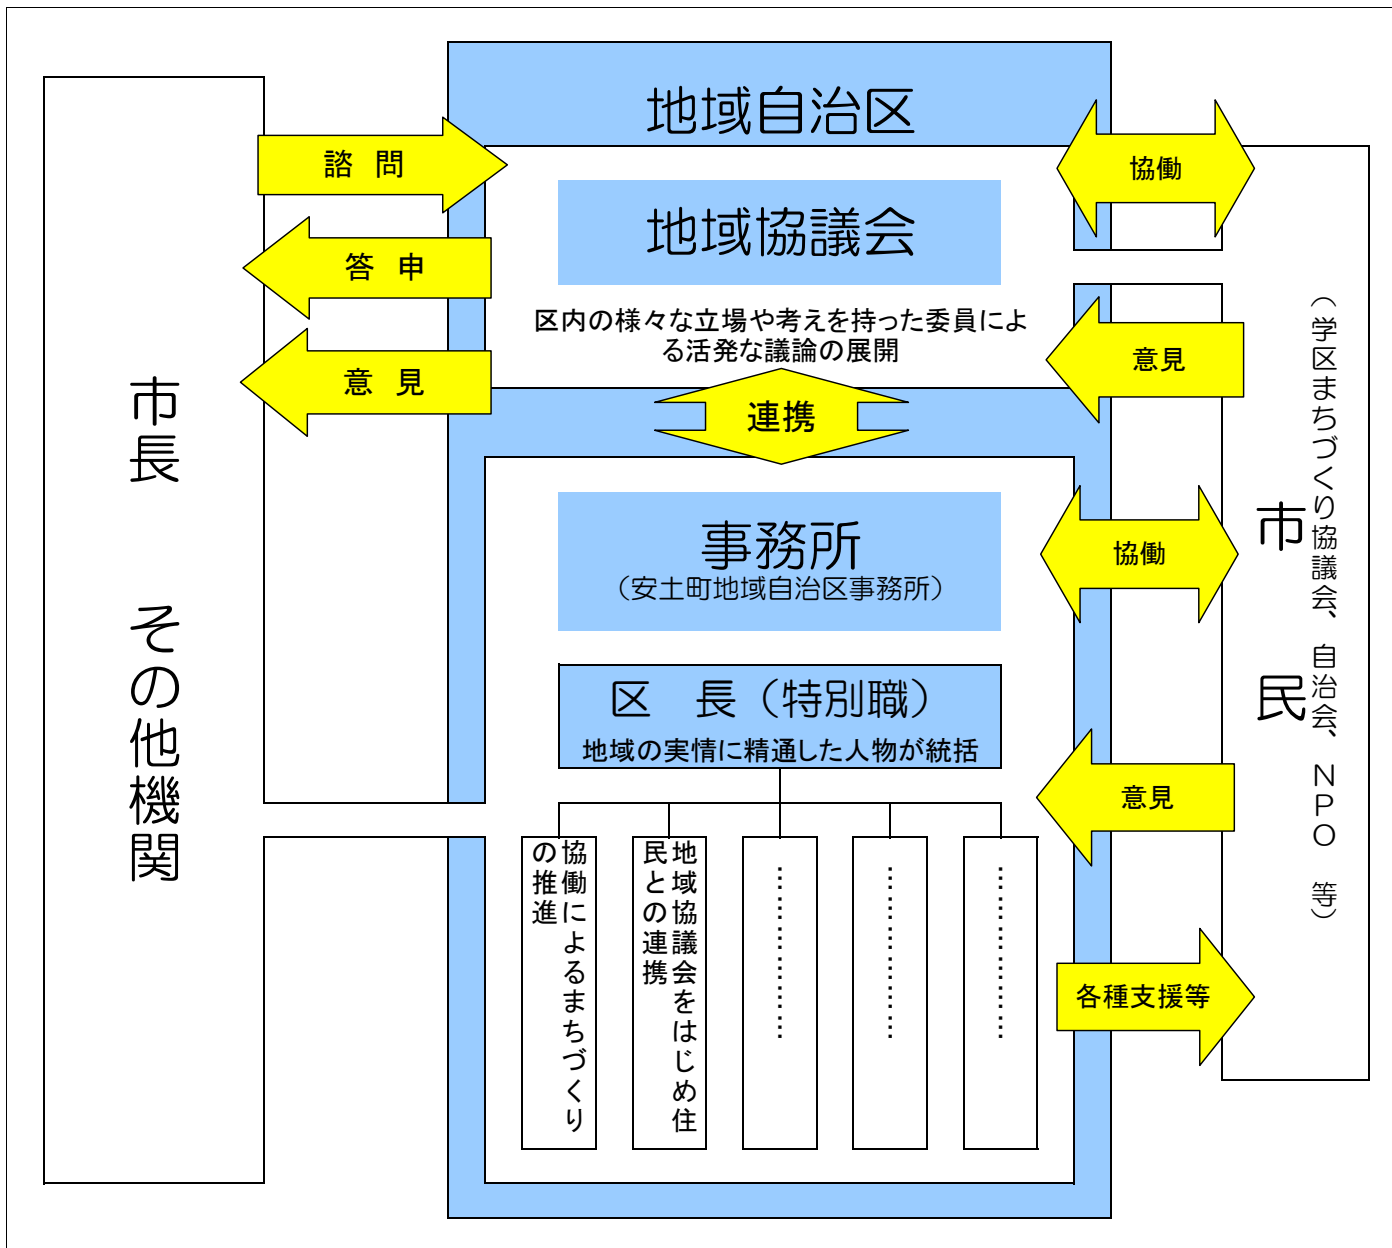 地域自治区
諮 問
協働
地域協議会
答 申
区内の様々な立場や考えを持った委員によ
る活発な議論の展開
意見
意 見
連携
市長 その他機関
事務所
（安土町地域自治区事務所）
協働
市 民
（学区まちづくり協議会、自治会、ＮＰＯ 等）
区 長（特別職）
地域の実情に精通した人物が統括
意見
協働によるまちづくり
の推進
地域協議会をはじめ住
民との連携
………………
………………
………………
各種支援等